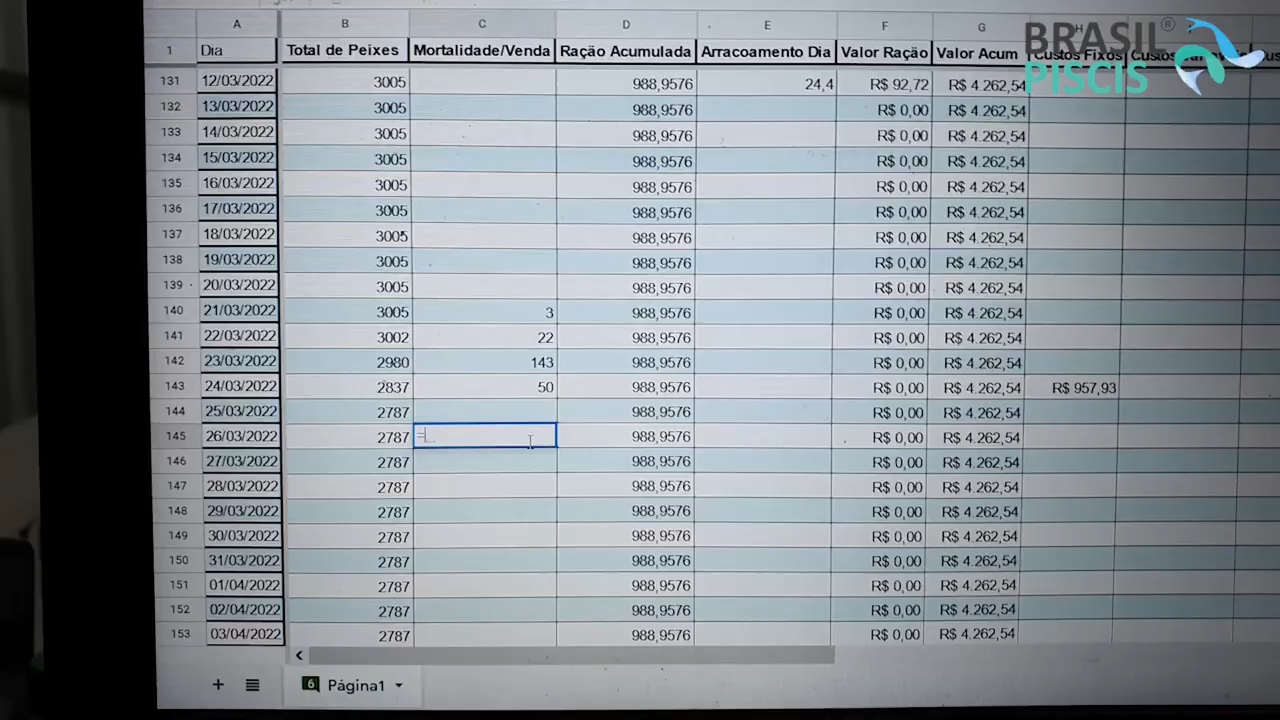 A B C D E F G H
1 Dia Total de Peixes Mortalidade/Venda Ração Acumulada Arracoamento Dia Valor Ração Valor Acum Custos Fixos
BRASIL®
PISCIS
131 12/03/2022 3005 988,9576 24,4 R$ 92,72 R$ 4.262,54
132 13/03/2022 3005 988,9576 R$ 0,00 R$ 4.262,54
133 14/03/2022 3005 988,9576 R$ 0,00 R$ 4.262,54
134 15/03/2022 3005 988,9576 R$ 0,00 R$ 4.262,54
135 16/03/2022 3005 988,9576 R$ 0,00 R$ 4.262,54
136 17/03/2022 3005 988,9576 R$ 0,00 R$ 4.262,54
137 18/03/2022 3005 988,9576 R$ 0,00 R$ 4.262,54
138 19/03/2022 3005 988,9576 R$ 0,00 R$ 4.262,54
139 20/03/2022 3005 988,9576 R$ 0,00 R$ 4.262,54
140 21/03/2022 3005 3 988,9576 R$ 0,00 R$ 4.262,54
141 22/03/2022 3002 22 988,9576 R$ 0,00 R$ 4.262,54
142 23/03/2022 2980 143 988,9576 R$ 0,00 R$ 4.262,54
143 24/03/2022 2837 50 988,9576 R$ 0,00 R$ 4.262,54 R$ 957,93
144 25/03/2022 2787 988,9576 R$ 0,00 R$ 4.262,54
145 26/03/2022 2787 = 988,9576 R$ 0,00 R$ 4.262,54
146 27/03/2022 2787 988,9576 R$ 0,00 R$ 4.262,54
147 28/03/2022 2787 988,9576 R$ 0,00 R$ 4.262,54
148 29/03/2022 2787 988,9576 R$ 0,00 R$ 4.262,54
149 30/03/2022 2787 988,9576 R$ 0,00 R$ 4.262,54
150 31/03/2022 2787 988,9576 R$ 0,00 R$ 4.262,54
151 01/04/2022 2787 988,9576 R$ 0,00 R$ 4.262,54
152 02/04/2022 2787 988,9576 R$ 0,00 R$ 4.262,54
153 03/04/2022 2787 988,9576 R$ 0,00 R$ 4.262,54
+ 6 Página1